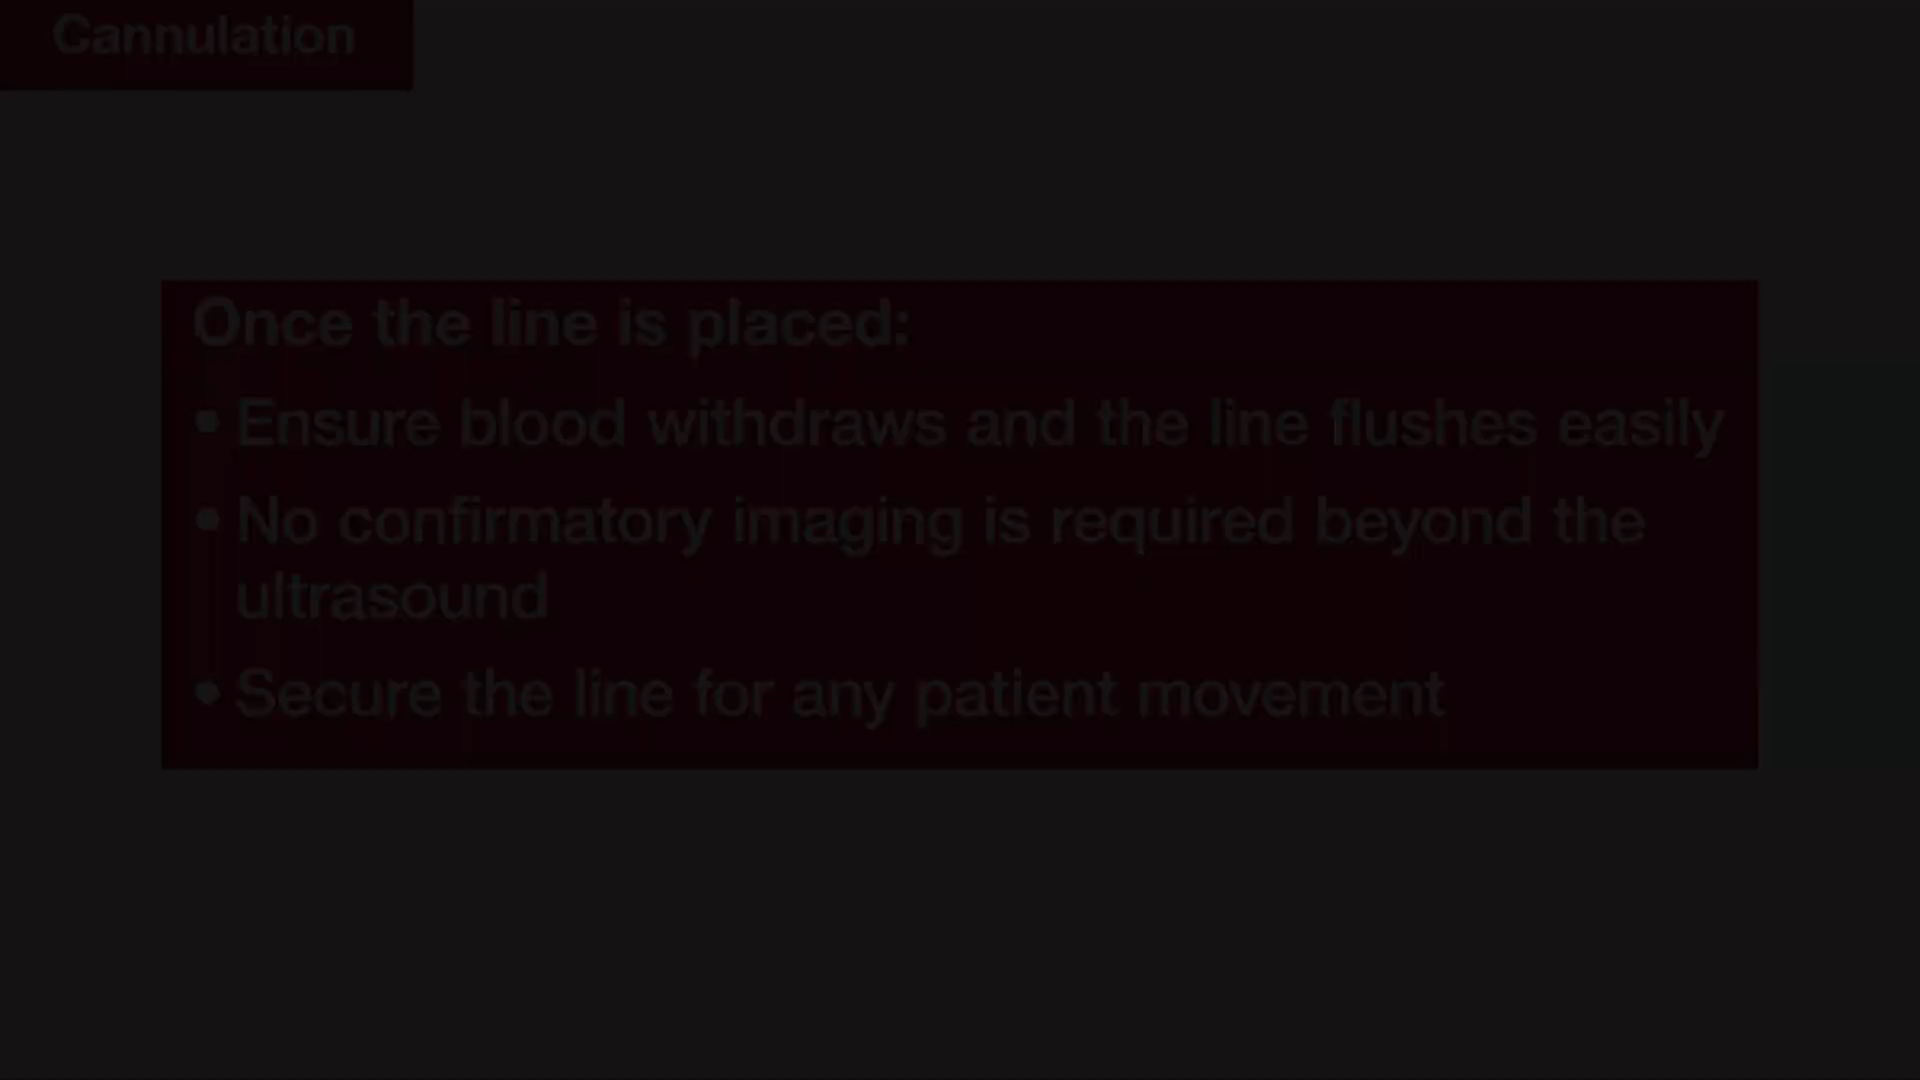 Cannulation
Once the line is placed:
• Ensure blood withdraws and the line flushes easily
• No confirmatory imaging is required beyond the
ultrasound
• Secure the line for any patient movement